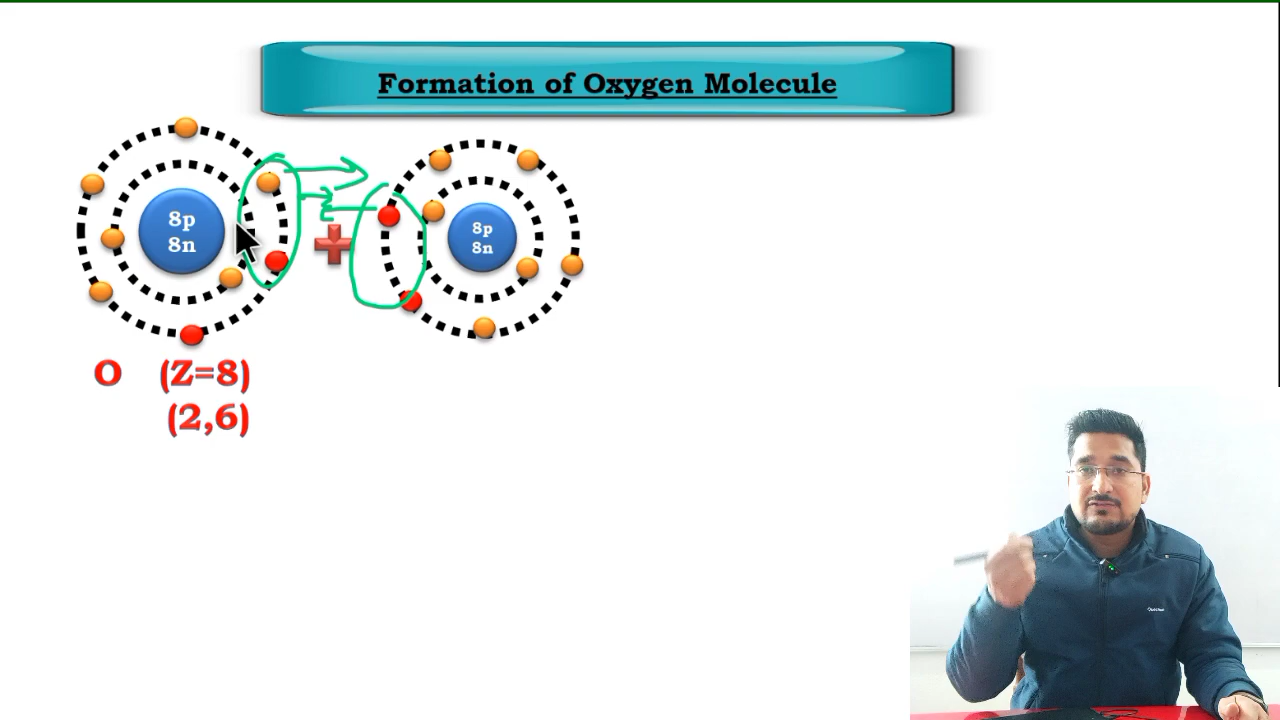 Formation of Oxygen Molecule
8p
8n
8p
8n
O (Z=8)
(2,6)